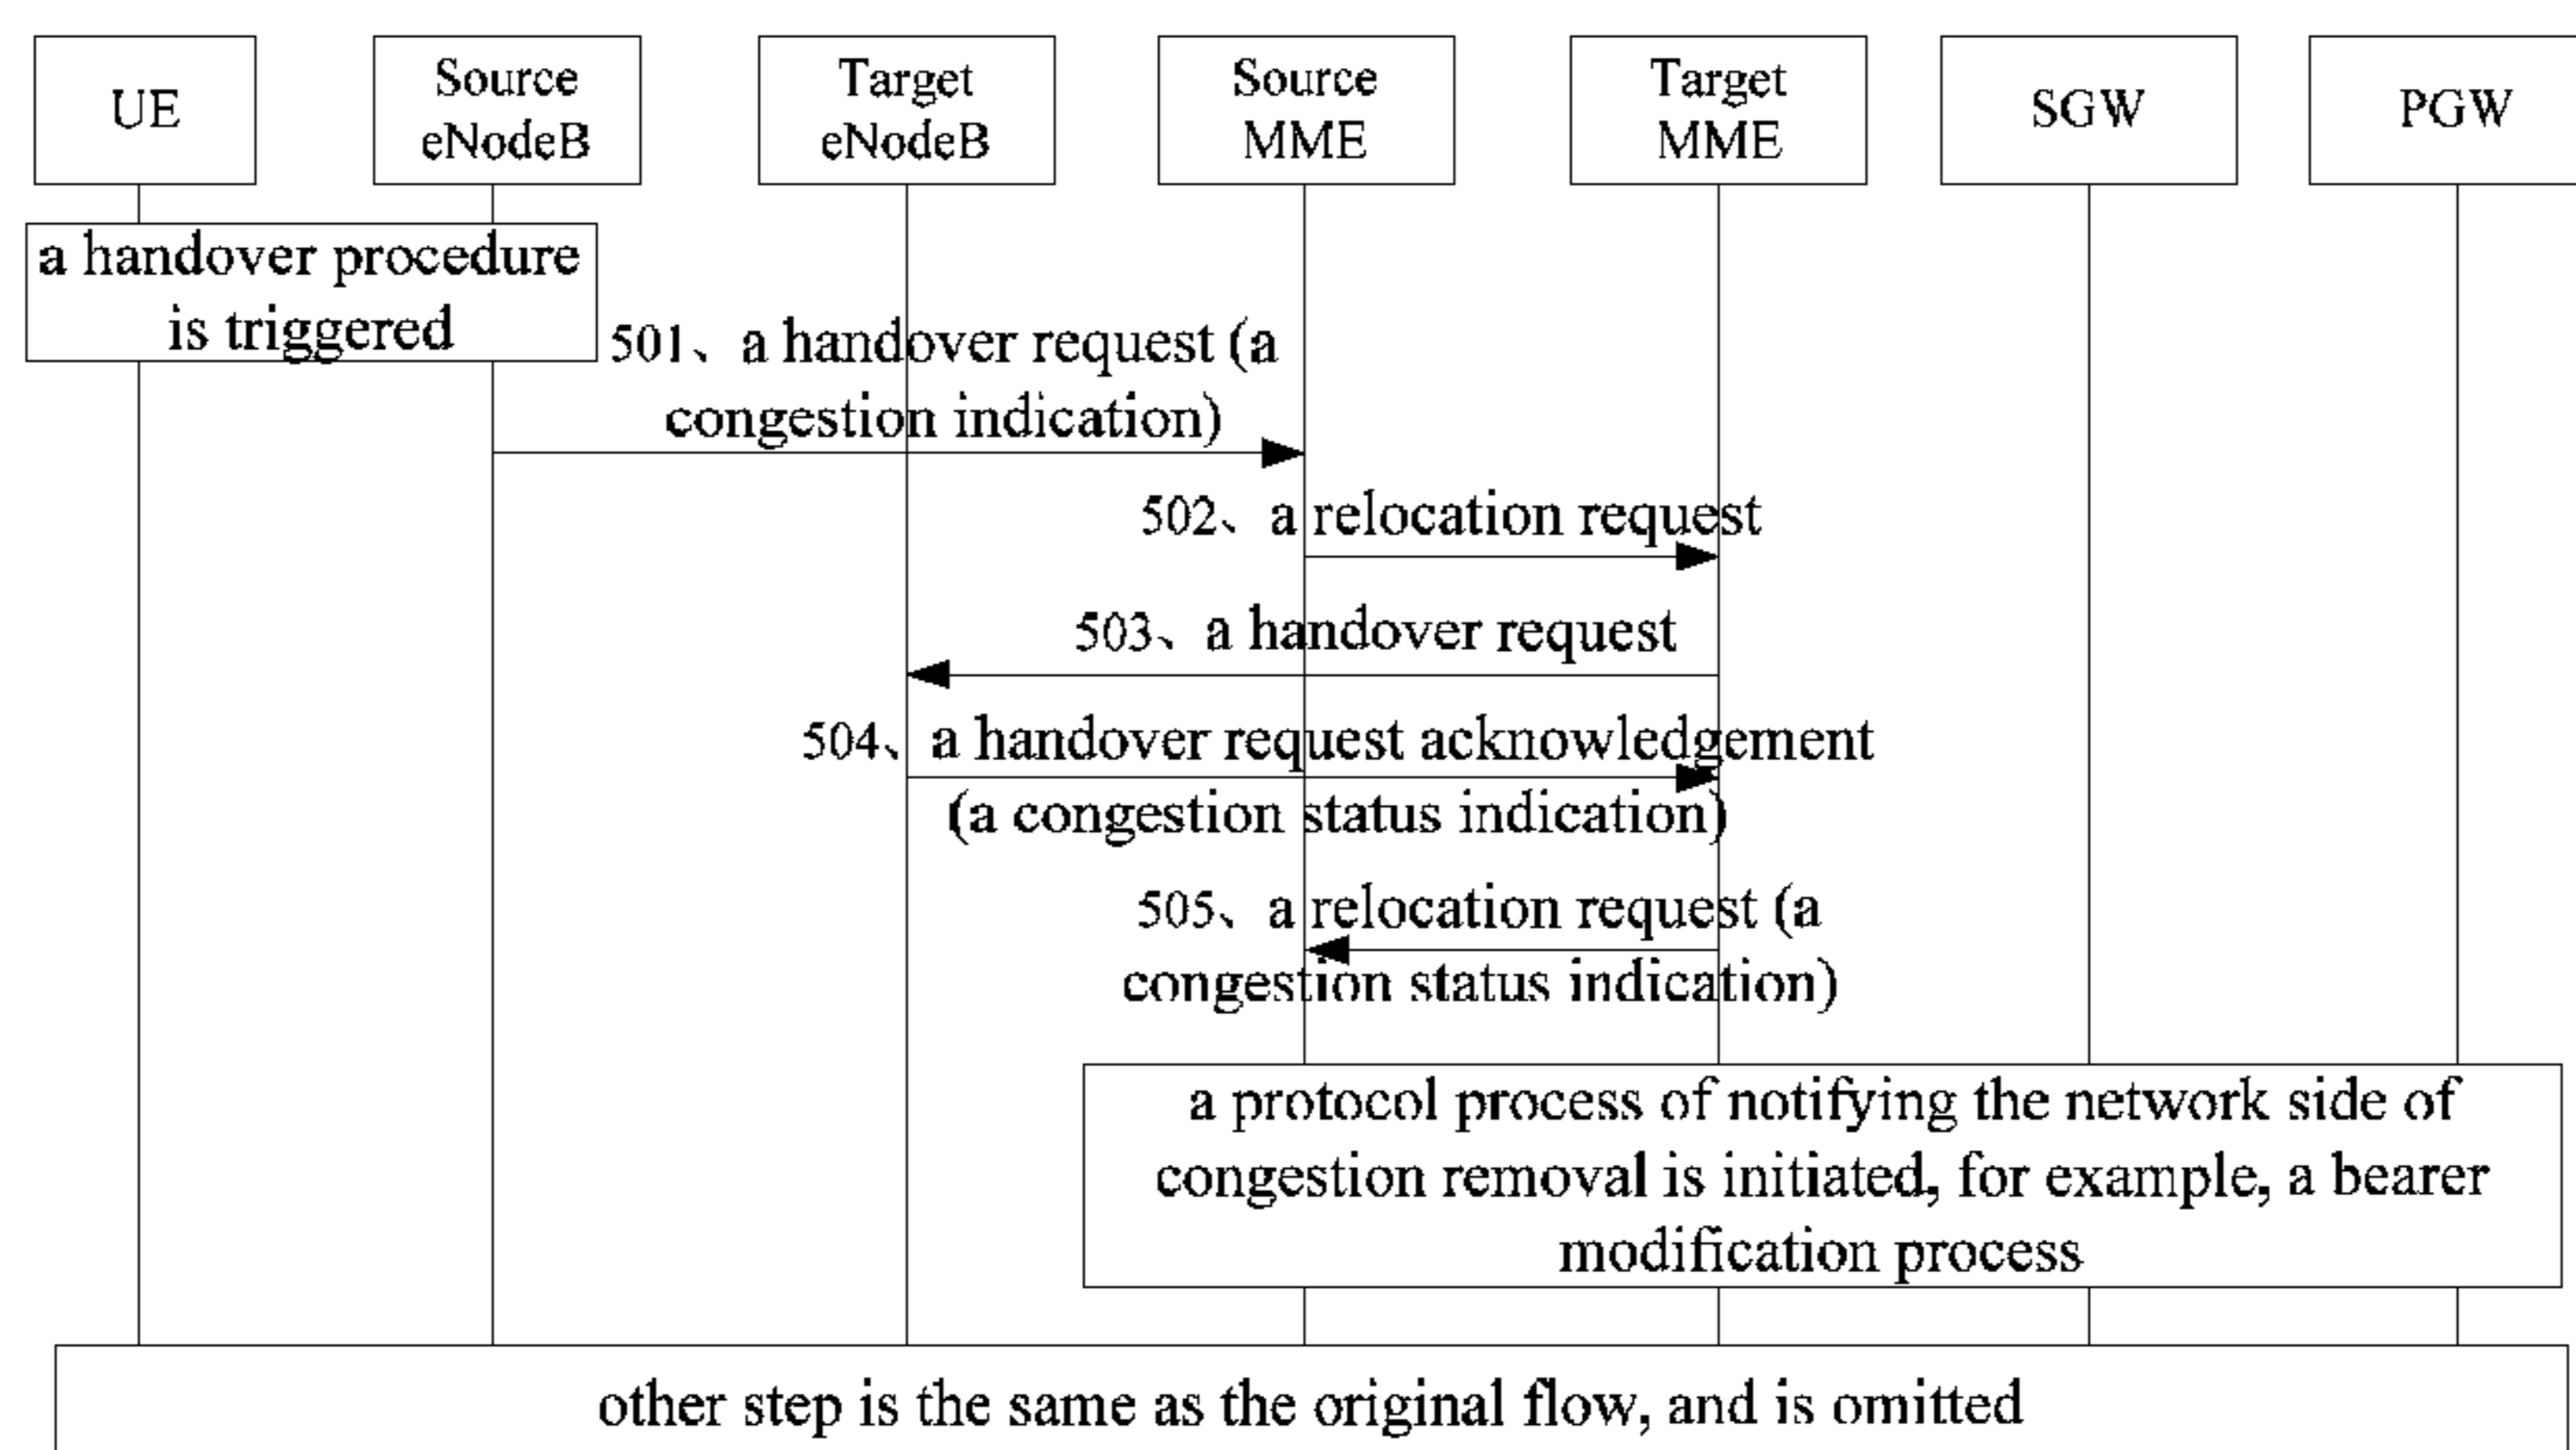 UE
Source
eNodeB
Target
eNodeB
Source
MME
Target
MME
SGW
PGW
a handover procedure
is triggered
501、a handover request (a
congestion indication)
502、a relocation request
503、a handover request
504、a handover request acknowledgement
(a congestion status indication)
505、a relocation request (a
congestion status indication)
a protocol process of notifying the network side of
congestion removal is initiated, for example, a bearer
modification process
other step is the same as the original flow, and is omitted